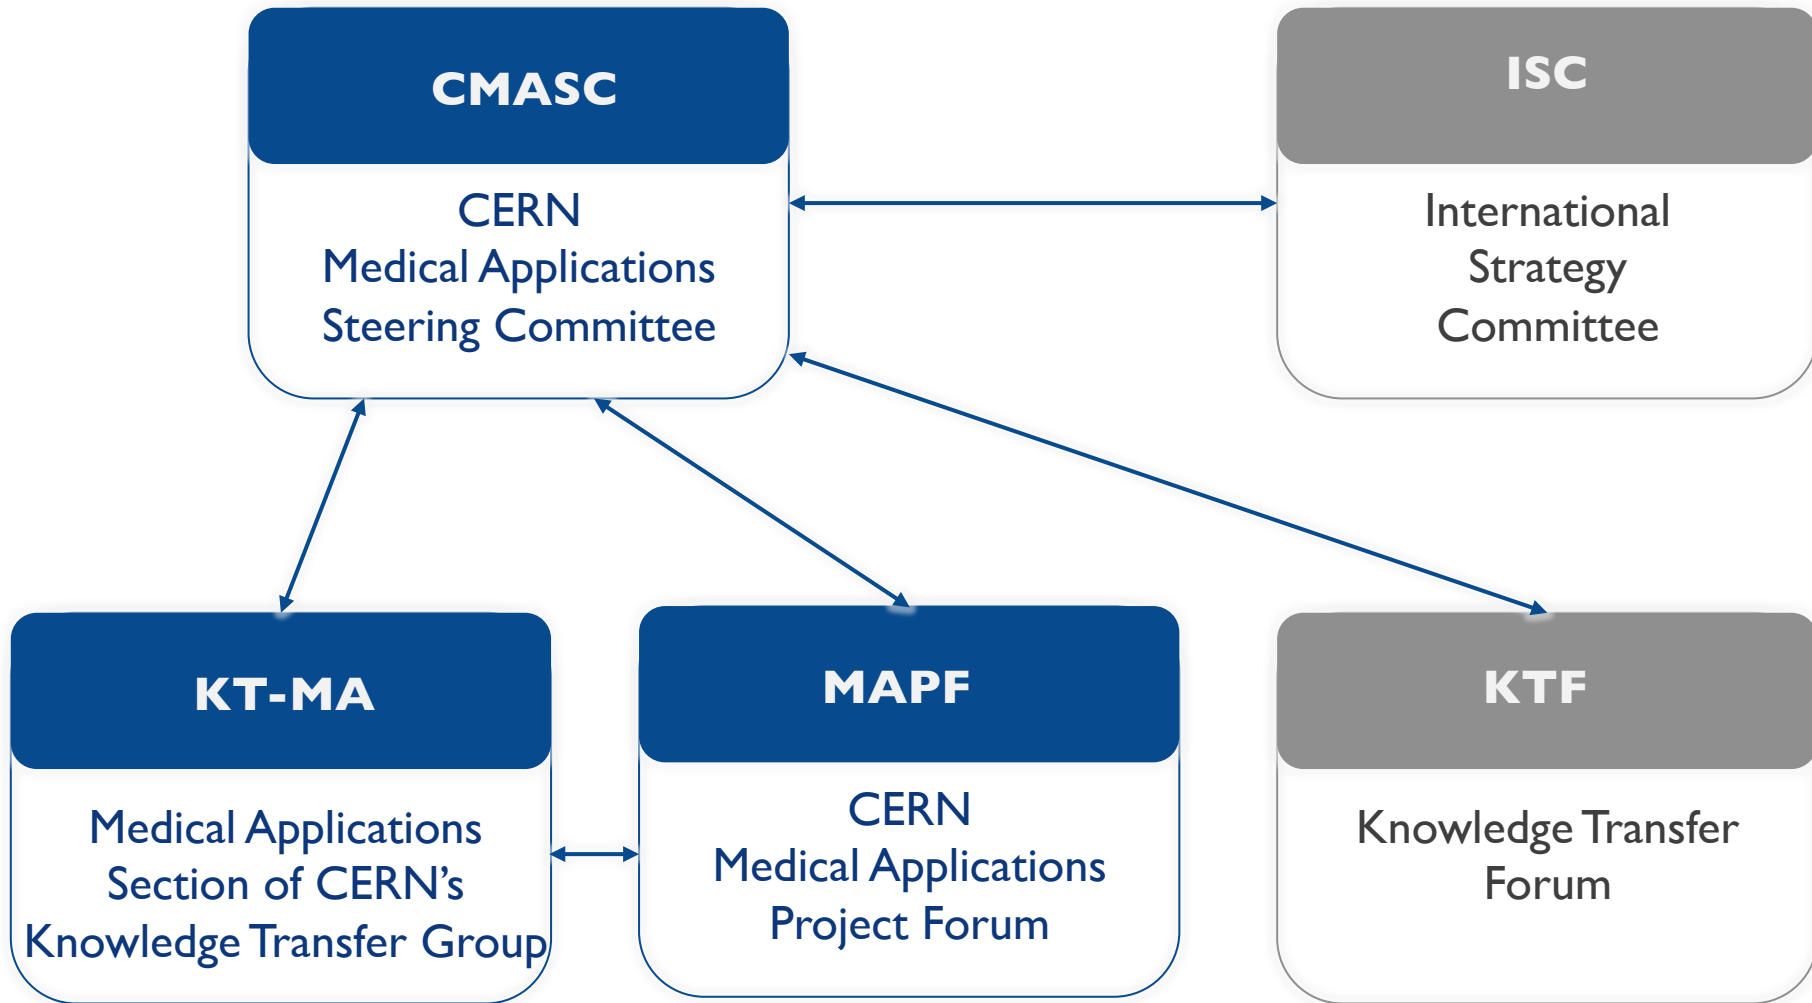 CMASC
CERN
Medical Applications
Steering Committee
ISC
International
Strategy
Committee
KT-MA
Medical Applications
Section of CERN’s
Knowledge Transfer Group
MAPF
CERN
Medical Applications
Project Forum
KTF
Knowledge Transfer
Forum